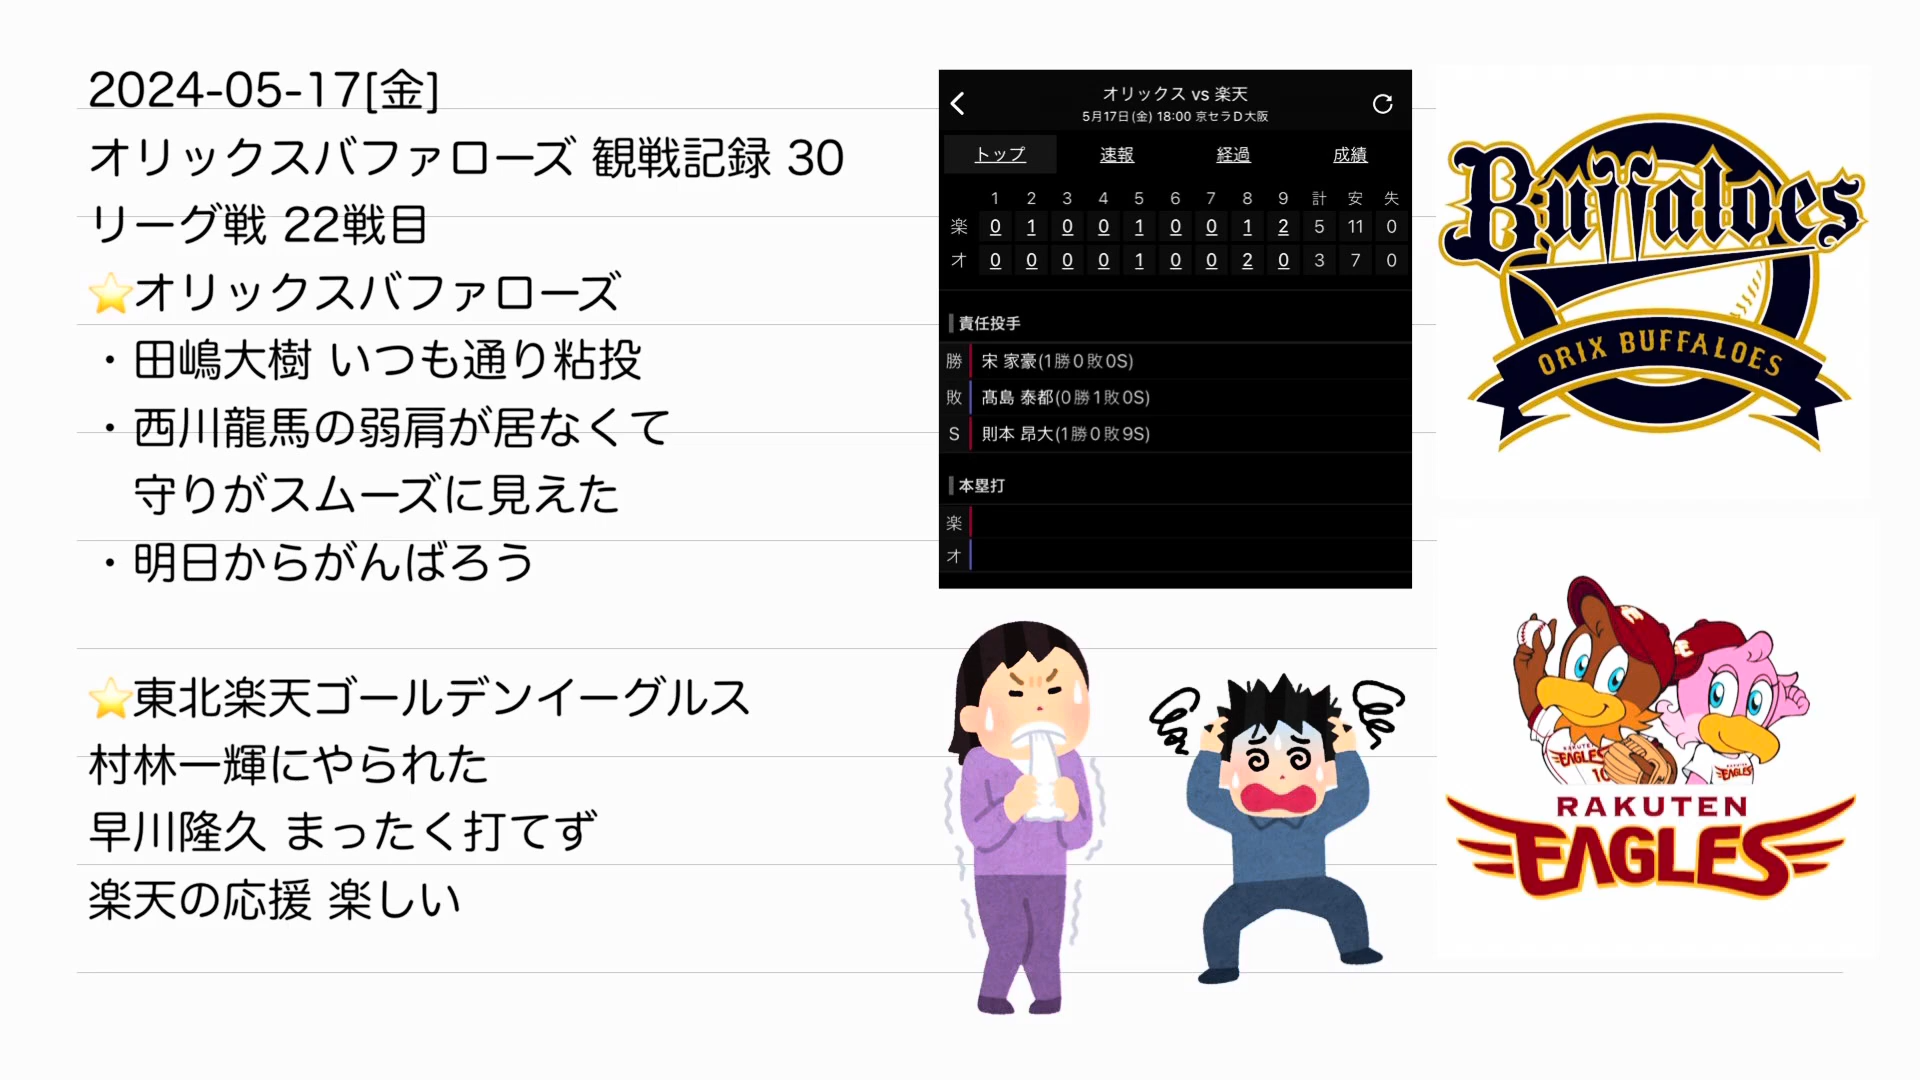 2024-05-17[金]
オリックスバファローズ 観戦記録 30
リーグ戦 22戦目
⭐オリックスバファローズ
・田嶋大樹 いつも通り粘投
・西川龍馬の弱肩が居なくて
守りがスムーズに見えた
・明日からがんばろう
⭐東北楽天ゴールデンイーグルス
村林一輝にやられた
早川隆久 まったく打てず
楽天の応援 楽しい
オリックス vs 楽天
5月17日(金) 18:00 京セラD大阪
トップ 速報 経過 成績
1 2 3 4 5 6 7 8 9 計 安 失
楽 0 1 0 0 1 0 0 1 2 5 11 0
オ 0 0 0 0 1 0 0 2 0 3 7 0
責任投手
勝 宋 家豪(1勝0敗0S)
敗 髙島 泰都(0勝1敗0S)
S 則本 昂大(1勝0敗9S)
本塁打
楽
オ
Buffaloes
ORIX BUFFALOES
RAKUTEN
EAGLES
10
EAGLES
RAKUTEN
EAGLES